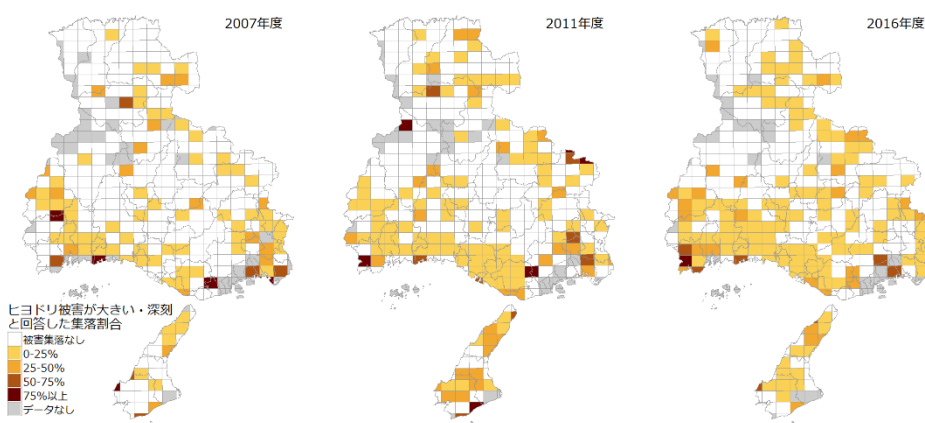 2007年度
2011年度
2016年度
ヒヨドリ被害が大きい・深刻
と回答した集落割合
被害集落なし
0-25%
25-50%
50-75%
75%以上
データなし